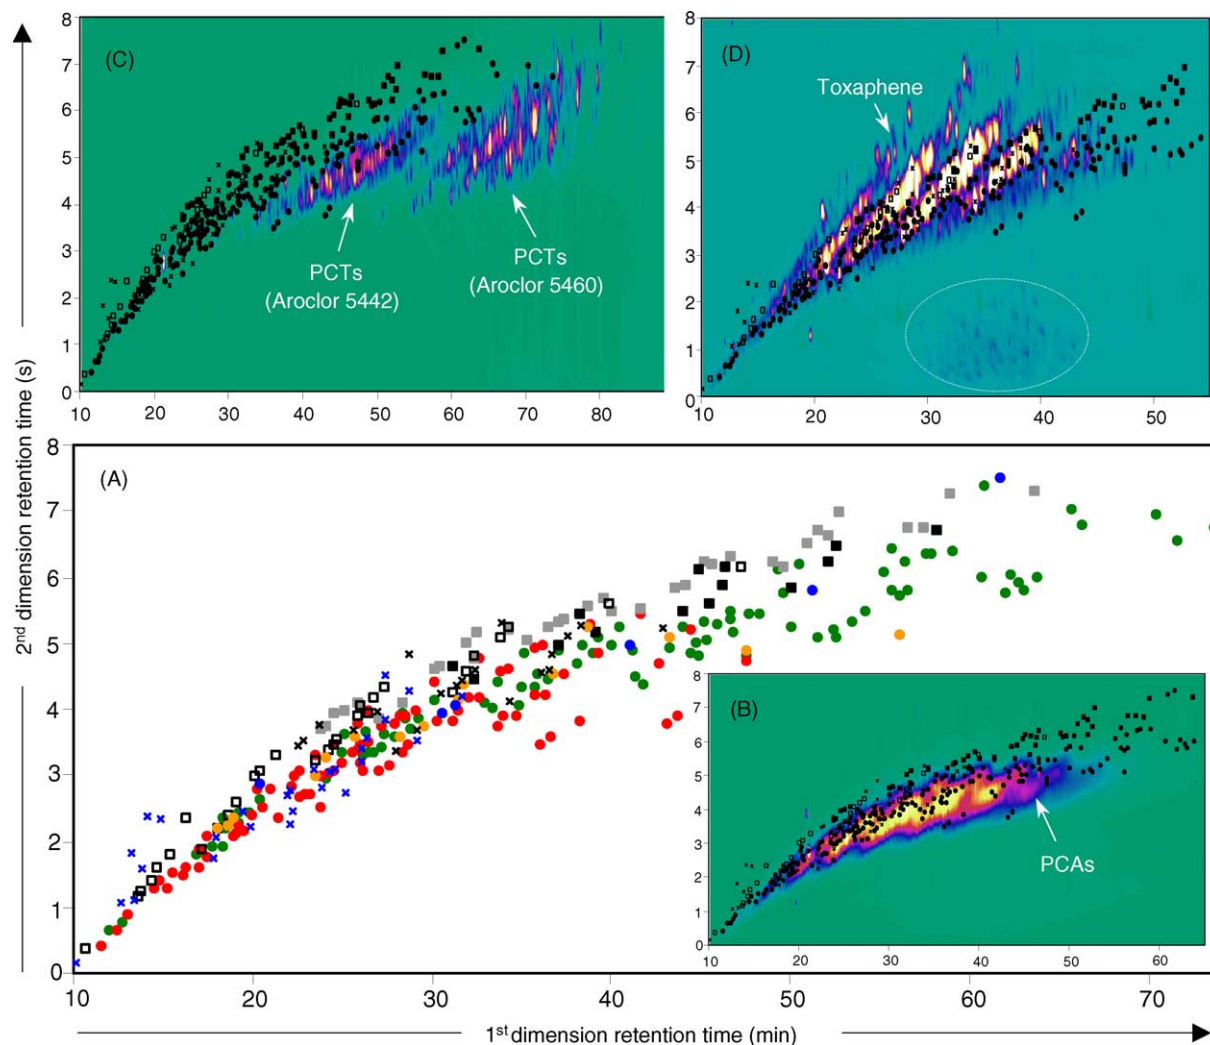 8
7
6
5
4
3
2
1
0
(C)
PCTs
(Aroclor 5442)
PCTs
(Aroclor 5460)
10 20 30 40 50 60 70 80
8
7
6
5
4
3
2
1
0
(D)
Toxaphene
10 20 30 40 50
2nd dimension retention time (s)
8
7
6
5
4
3
2
1
0
(A)
10 20 30 40 50 60 70
8
7
6
5
4
3
2
1
0
(B)
PCAs
10 20 30 40 50 60
1st dimension retention time (min)